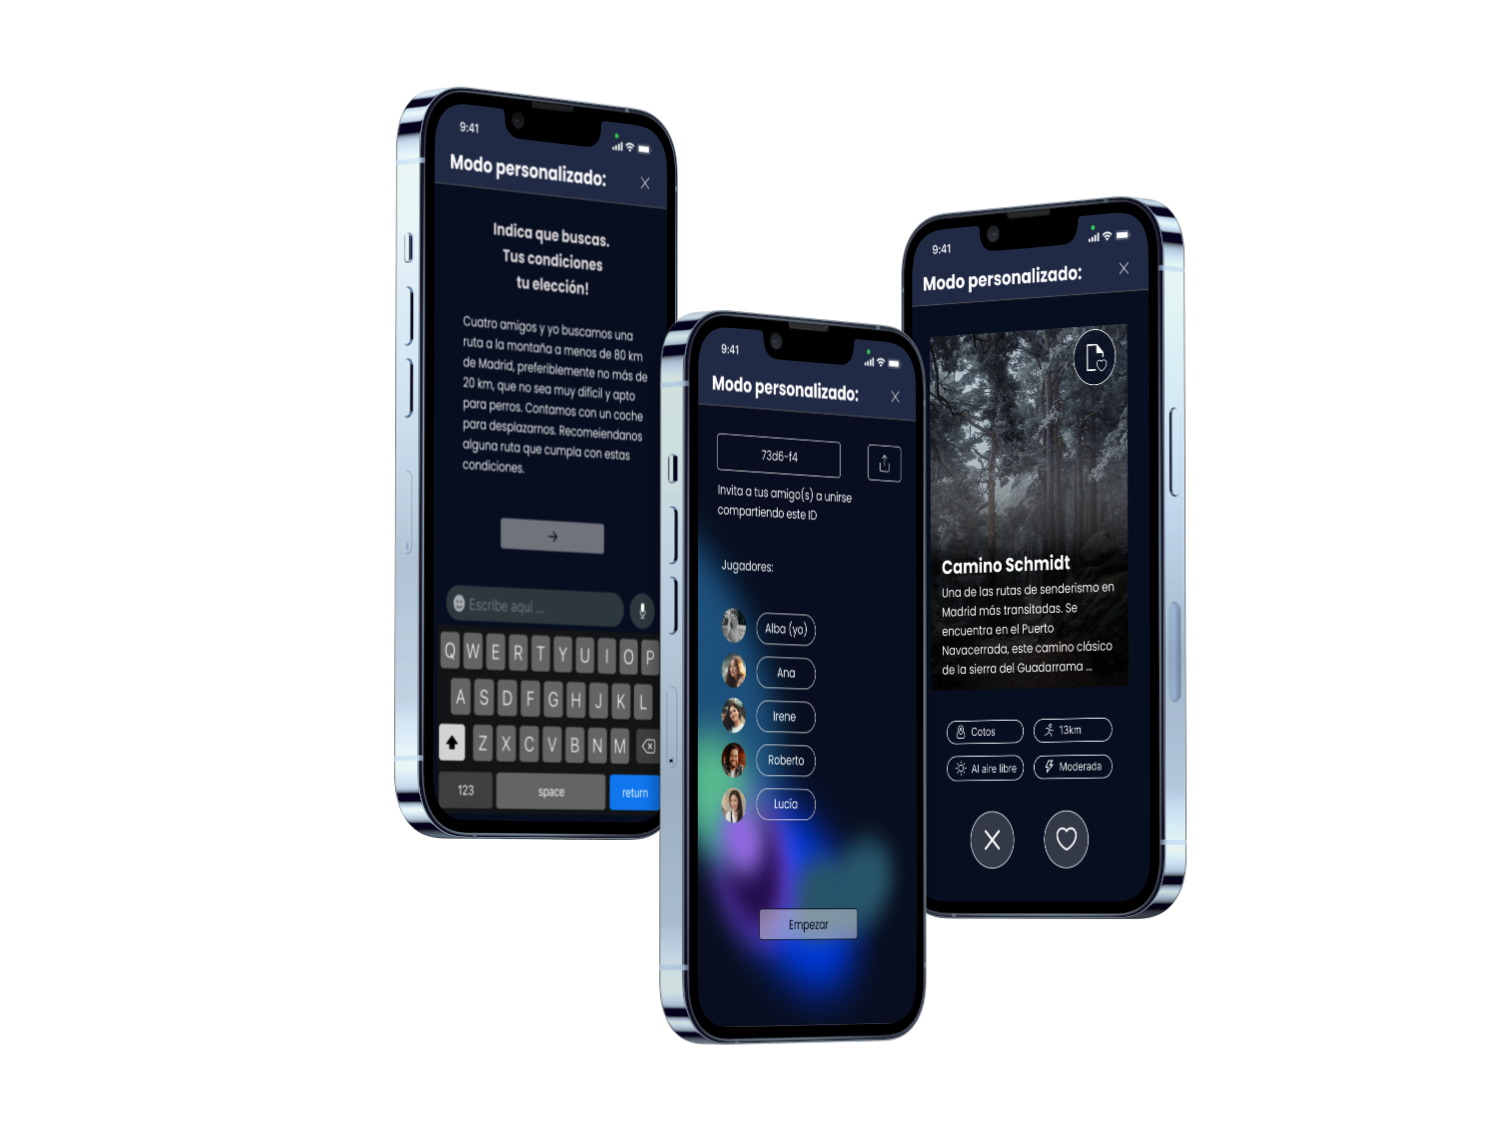 9:41
Modo personalizado:
Indica que buscas.
Tus condiciones
tu elección!
Cuatro amigos y yo buscamos una
ruta a la montaña a menos de 80 km
de Madrid, preferiblemente no más de
20 km, que no sea muy difícil y apto
para perros. Contamos con un coche
para desplazarnos. Recomeiendanos
alguna ruta que cumpla con estas
condiciones.
Escribe aquí ...
Q W E R T Y U I O P
A S D F G H J K L
Z X C V B N M
123 space return
9:41
Modo personalizado:
73d6-f4
Invita a tus amigo(s) a unirse
compartiendo este ID
Jugadores:
Alba (yo)
Ana
Irene
Roberto
Lucía
Empezar
9:41
Modo personalizado:
Camino Schmidt
Una de las rutas de senderismo en
Madrid más transitadas. Se
encuentra en el Puerto
Navacerrada, este camino clásico
de la sierra del Guadarrama ...
Cotos 13km
Al aire libre Moderada